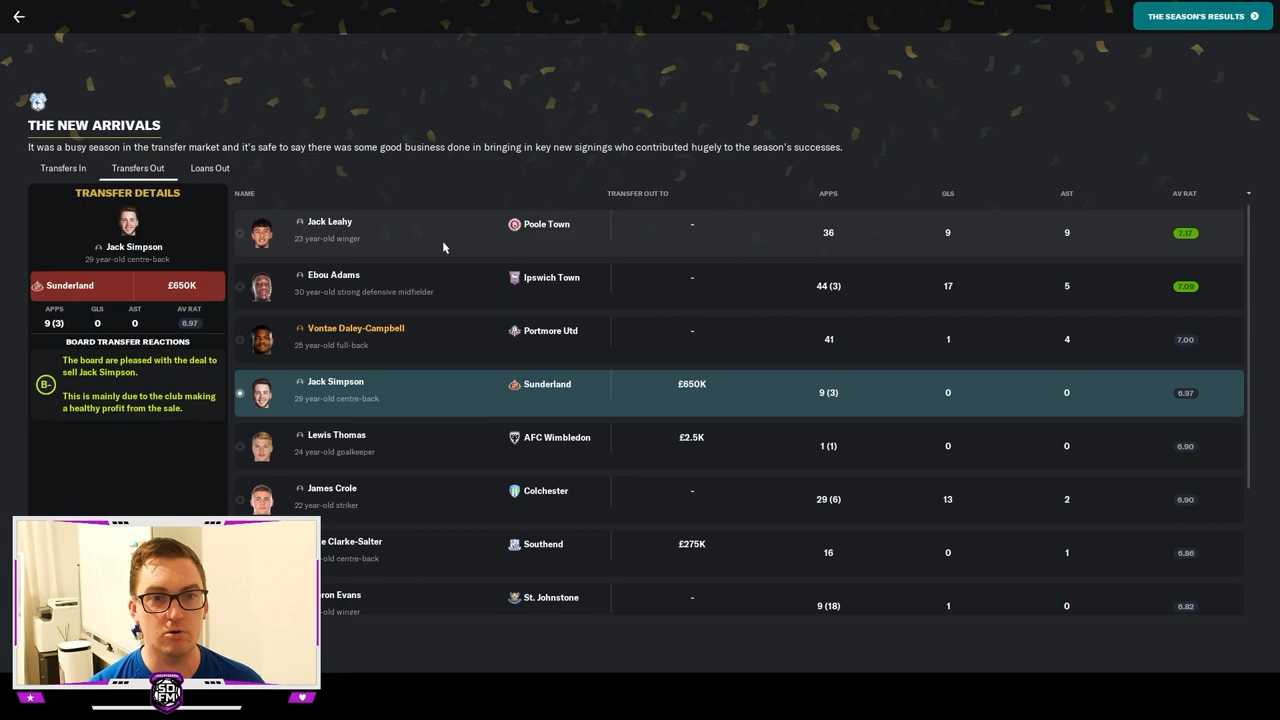 THE SEASON'S RESULTS
THE NEW ARRIVALS
It was a busy season in the transfer market and it's safe to say there was some good business done in bringing in key new signings who contributed hugely to the season's successes.
Transfers In Transfers Out Loans Out
TRANSFER DETAILS
Jack Simpson
29 year-old centre-back
Sunderland £650K
APPS GLS AST AV RAT
9 (3) 0 0 6.97
BOARD TRANSFER REACTIONS
B-
The board are pleased with the deal to
sell Jack Simpson.
This is mainly due to the club making
a healthy profit from the sale.
NAME TRANSFER OUT TO APPS GLS AST AV RAT
Jack Leahy Poole Town - 36 9 9 7.17
23 year-old winger
Ebou Adams Ipswich Town - 44 (3) 17 5 7.09
30 year-old strong defensive midfielder
Vontae Daley-Campbell Portmore Utd - 41 1 4 7.00
25 year-old full-back
Jack Simpson Sunderland £650K 9 (3) 0 0 6.97
29 year-old centre-back
Lewis Thomas AFC Wimbledon £2.5K 1 (1) 0 0 6.90
24 year-old goalkeeper
James Crole Colchester - 29 (6) 13 2 6.90
22 year-old striker
e Clarke-Salter Southend £275K 16 0 1 6.86
-old centre-back
ron Evans St. Johnstone - 9 (18) 1 0 6.82
-old winger
SD
FM